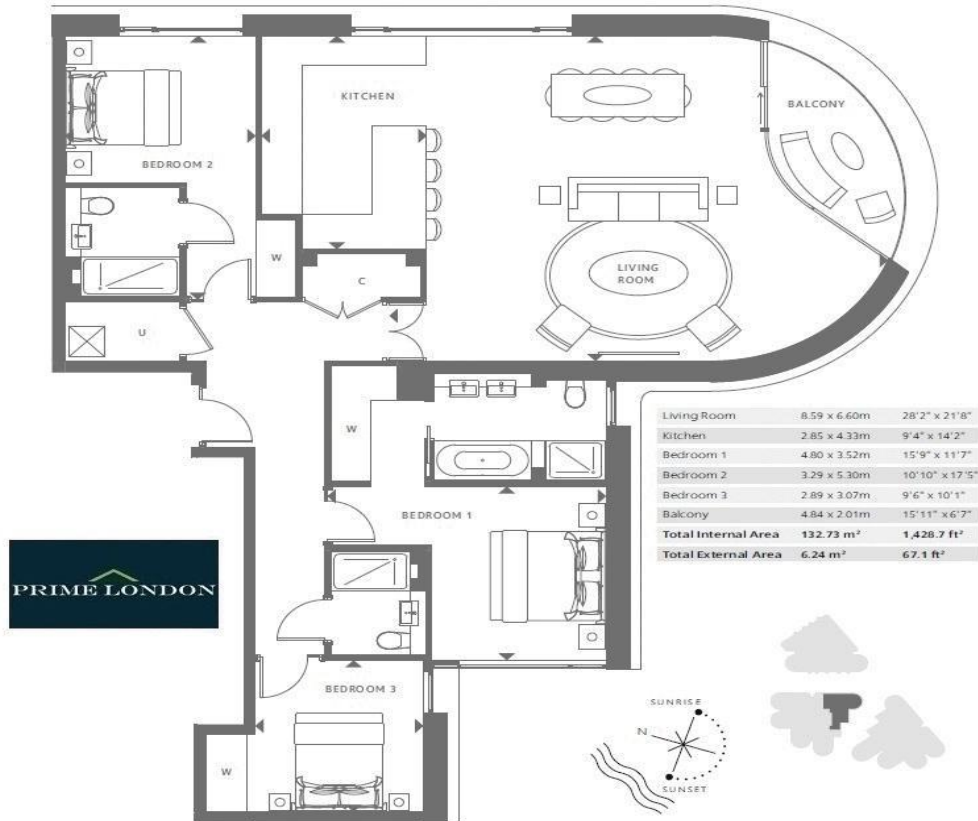 KITCHEN
BALCONY
BEDROOM 2
W
LIVING
ROOM
C
U
W
Living Room 8.59 x 6.60m 28'2" x 21'8"
Kitchen 2.85 x 4.33m 9'4" x 14'2"
Bedroom 1 4.80 x 3.52m 15'9" x 11'7"
Bedroom 2 3.29 x 5.30m 10'10" x 17'5"
Bedroom 3 2.89 x 3.07m 9'6" x 10'1"
Balcony 4.84 x 2.01m 15'11" x6'7"
Total Internal Area 132.73 m² 1,428.7 ft²
Total External Area 6.24 m² 67.1 ft²
BEDROOM 1
PRIME LONDON
BEDROOM 3
W
SUNRISE
N
SUNSET